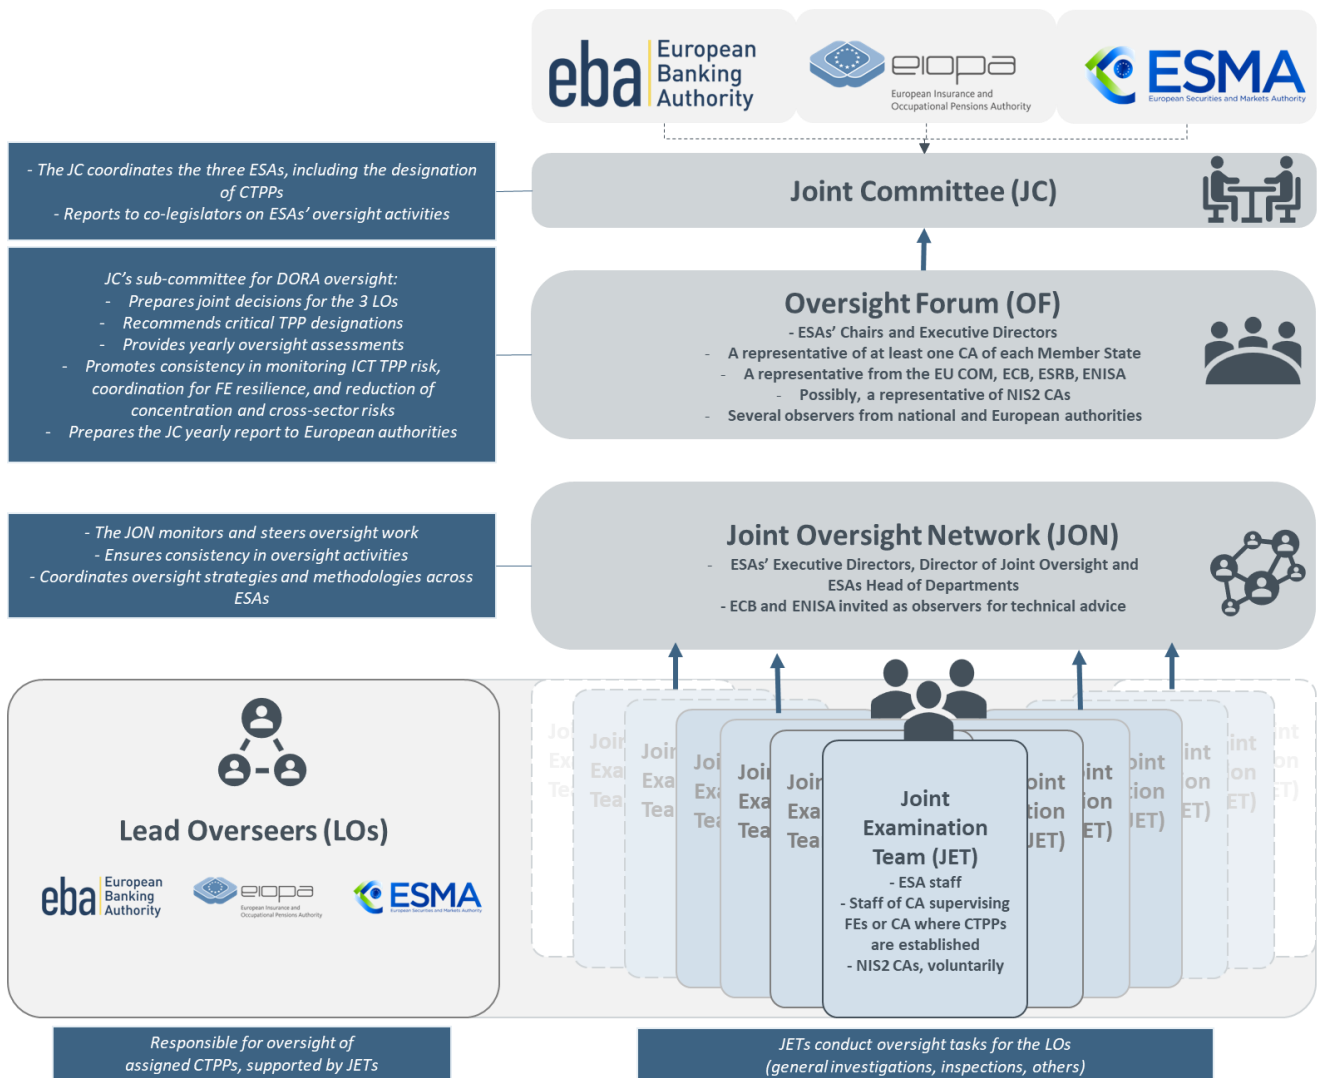 eba European
Banking
Authority
eiopa
European Insurance and
Occupational Pensions Authority
ESMA
European Securities and Markets Authority
- The JC coordinates the three ESAs, including the designation
of CTPPs
- Reports to co-legislators on ESAs' oversight activities
Joint Committee (JC)
JC's sub-committee for DORA oversight:
- Prepares joint decisions for the 3 LOs
- Recommends critical TPP designations
- Provides yearly oversight assessments
- Promotes consistency in monitoring ICT TPP risk,
coordination for FE resilience, and reduction of
concentration and cross-sector risks
- Prepares the JC yearly report to European authorities
Oversight Forum (OF)
- ESAs' Chairs and Executive Directors
- A representative of at least one CA of each Member State
- A representative from the EU COM, ECB, ESRB, ENISA
- Possibly, a representative of NIS2 CAs
- Several observers from national and European authorities
- The JON monitors and steers oversight work
- Ensures consistency in oversight activities
- Coordinates oversight strategies and methodologies across
ESAs
Joint Oversight Network (JON)
- ESAs' Executive Directors, Director of Joint Oversight and
ESAs Head of Departments
- ECB and ENISA invited as observers for technical advice
Lead Overseers (LOs)
eba European
Banking
Authority
eiopa
European Insurance and
Occupational Pensions Authority
ESMA
European Securities and Markets Authority
Joint
Examination
Team (JET)
- ESA staff
- Staff of CA supervising
FEs or CA where CTPPs
are established
- NIS2 CAs, voluntarily
Responsible for oversight of
assigned CTPPs, supported by JETs
JETs conduct oversight tasks for the LOs
(general investigations, inspections, others)